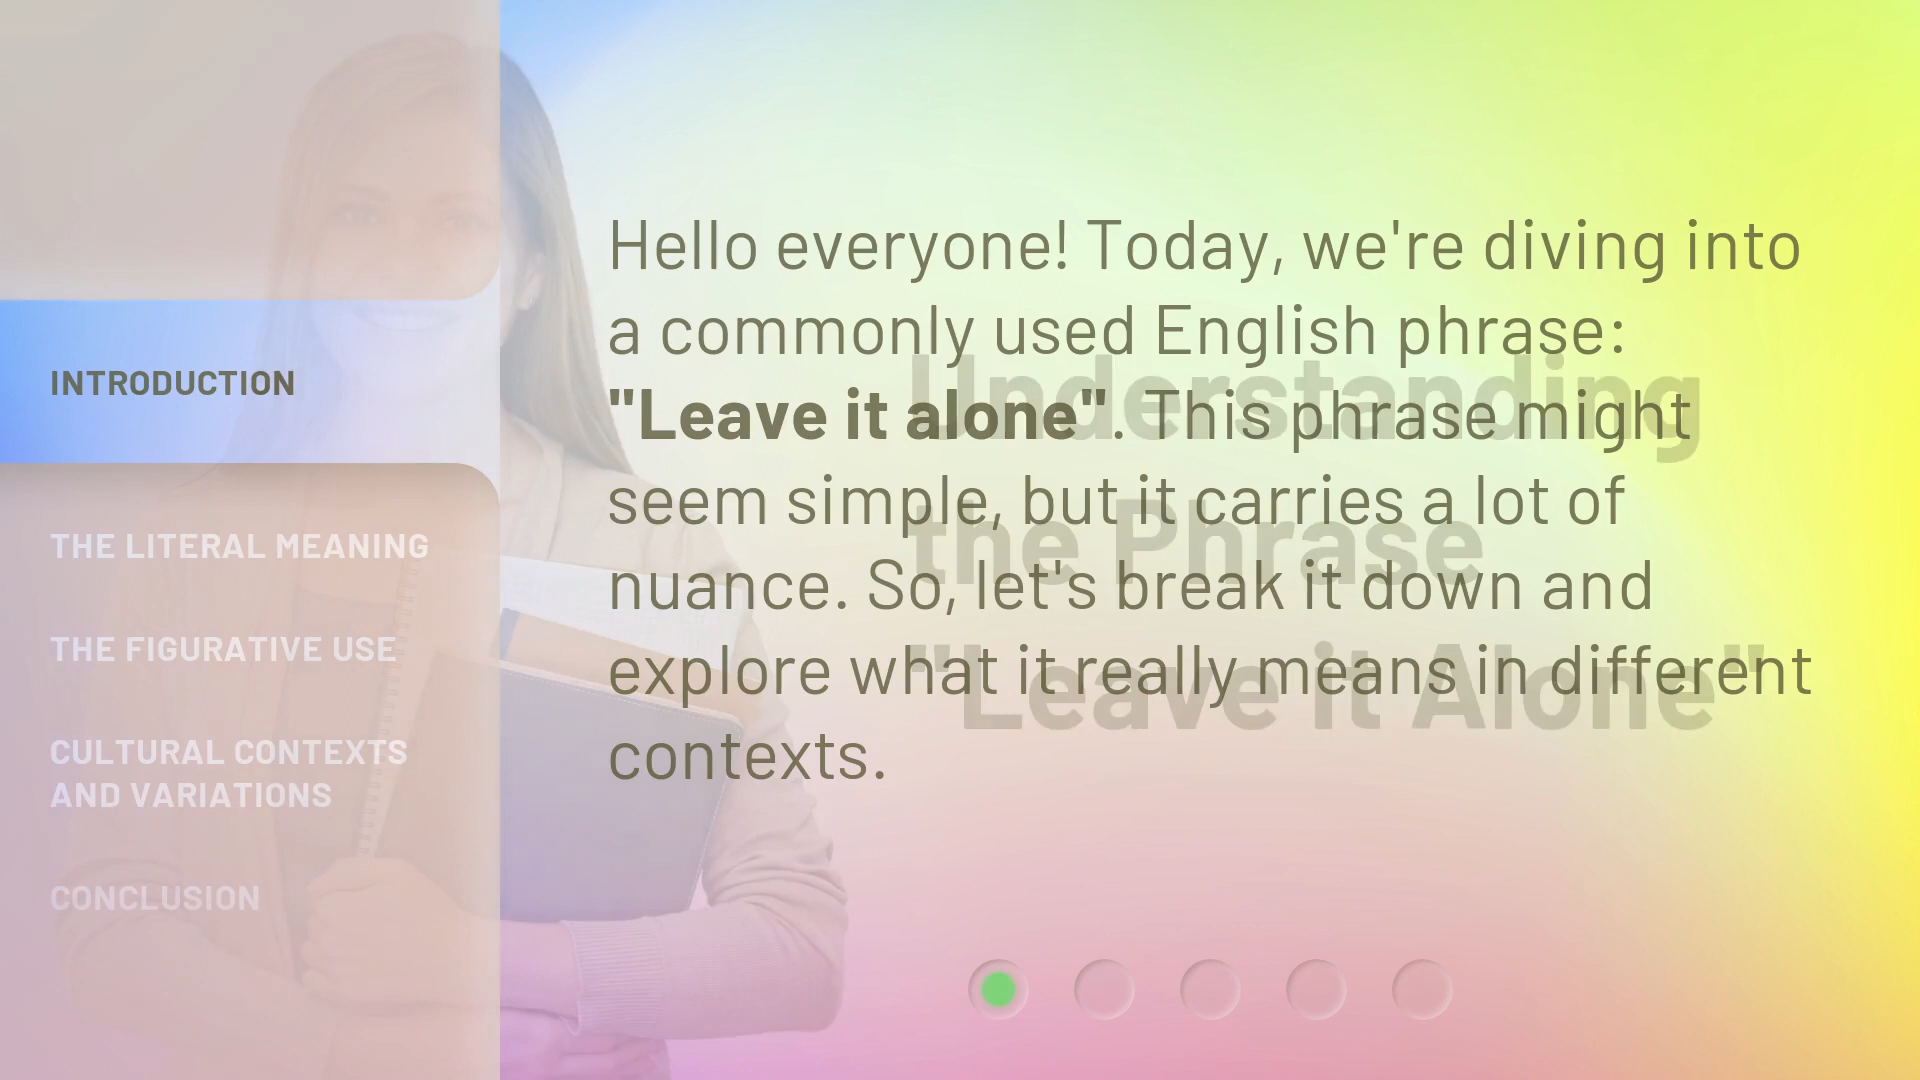 INTRODUCTION
THE LITERAL MEANING
THE FIGURATIVE USE
CULTURAL CONTEXTS
AND VARIATIONS
CONCLUSION
Hello everyone! Today, we're diving into
a commonly used English phrase:
"Leave it alone". This phrase might
seem simple, but it carries a lot of
nuance. So, let's break it down and
explore what it really means in different
contexts.
Understanding
the Phrase
"Leave it Alone"